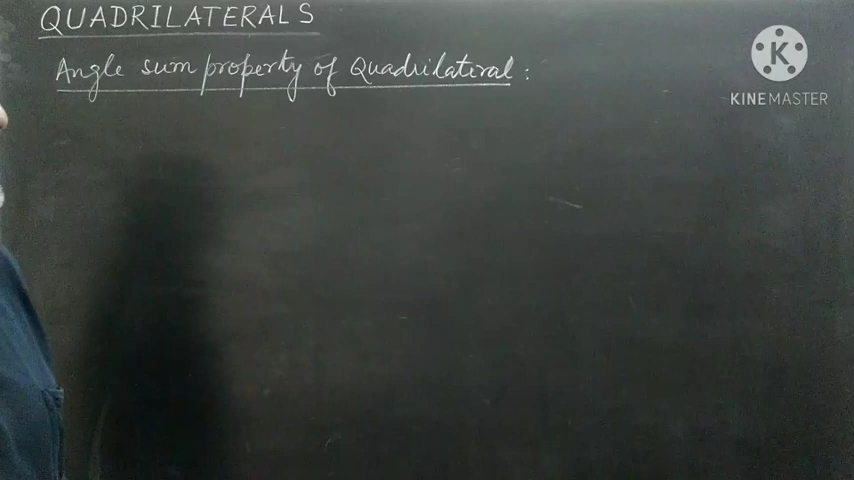 QUADRILATERALS
Angle sum property of Quadrilateral :
K
KINEMASTER